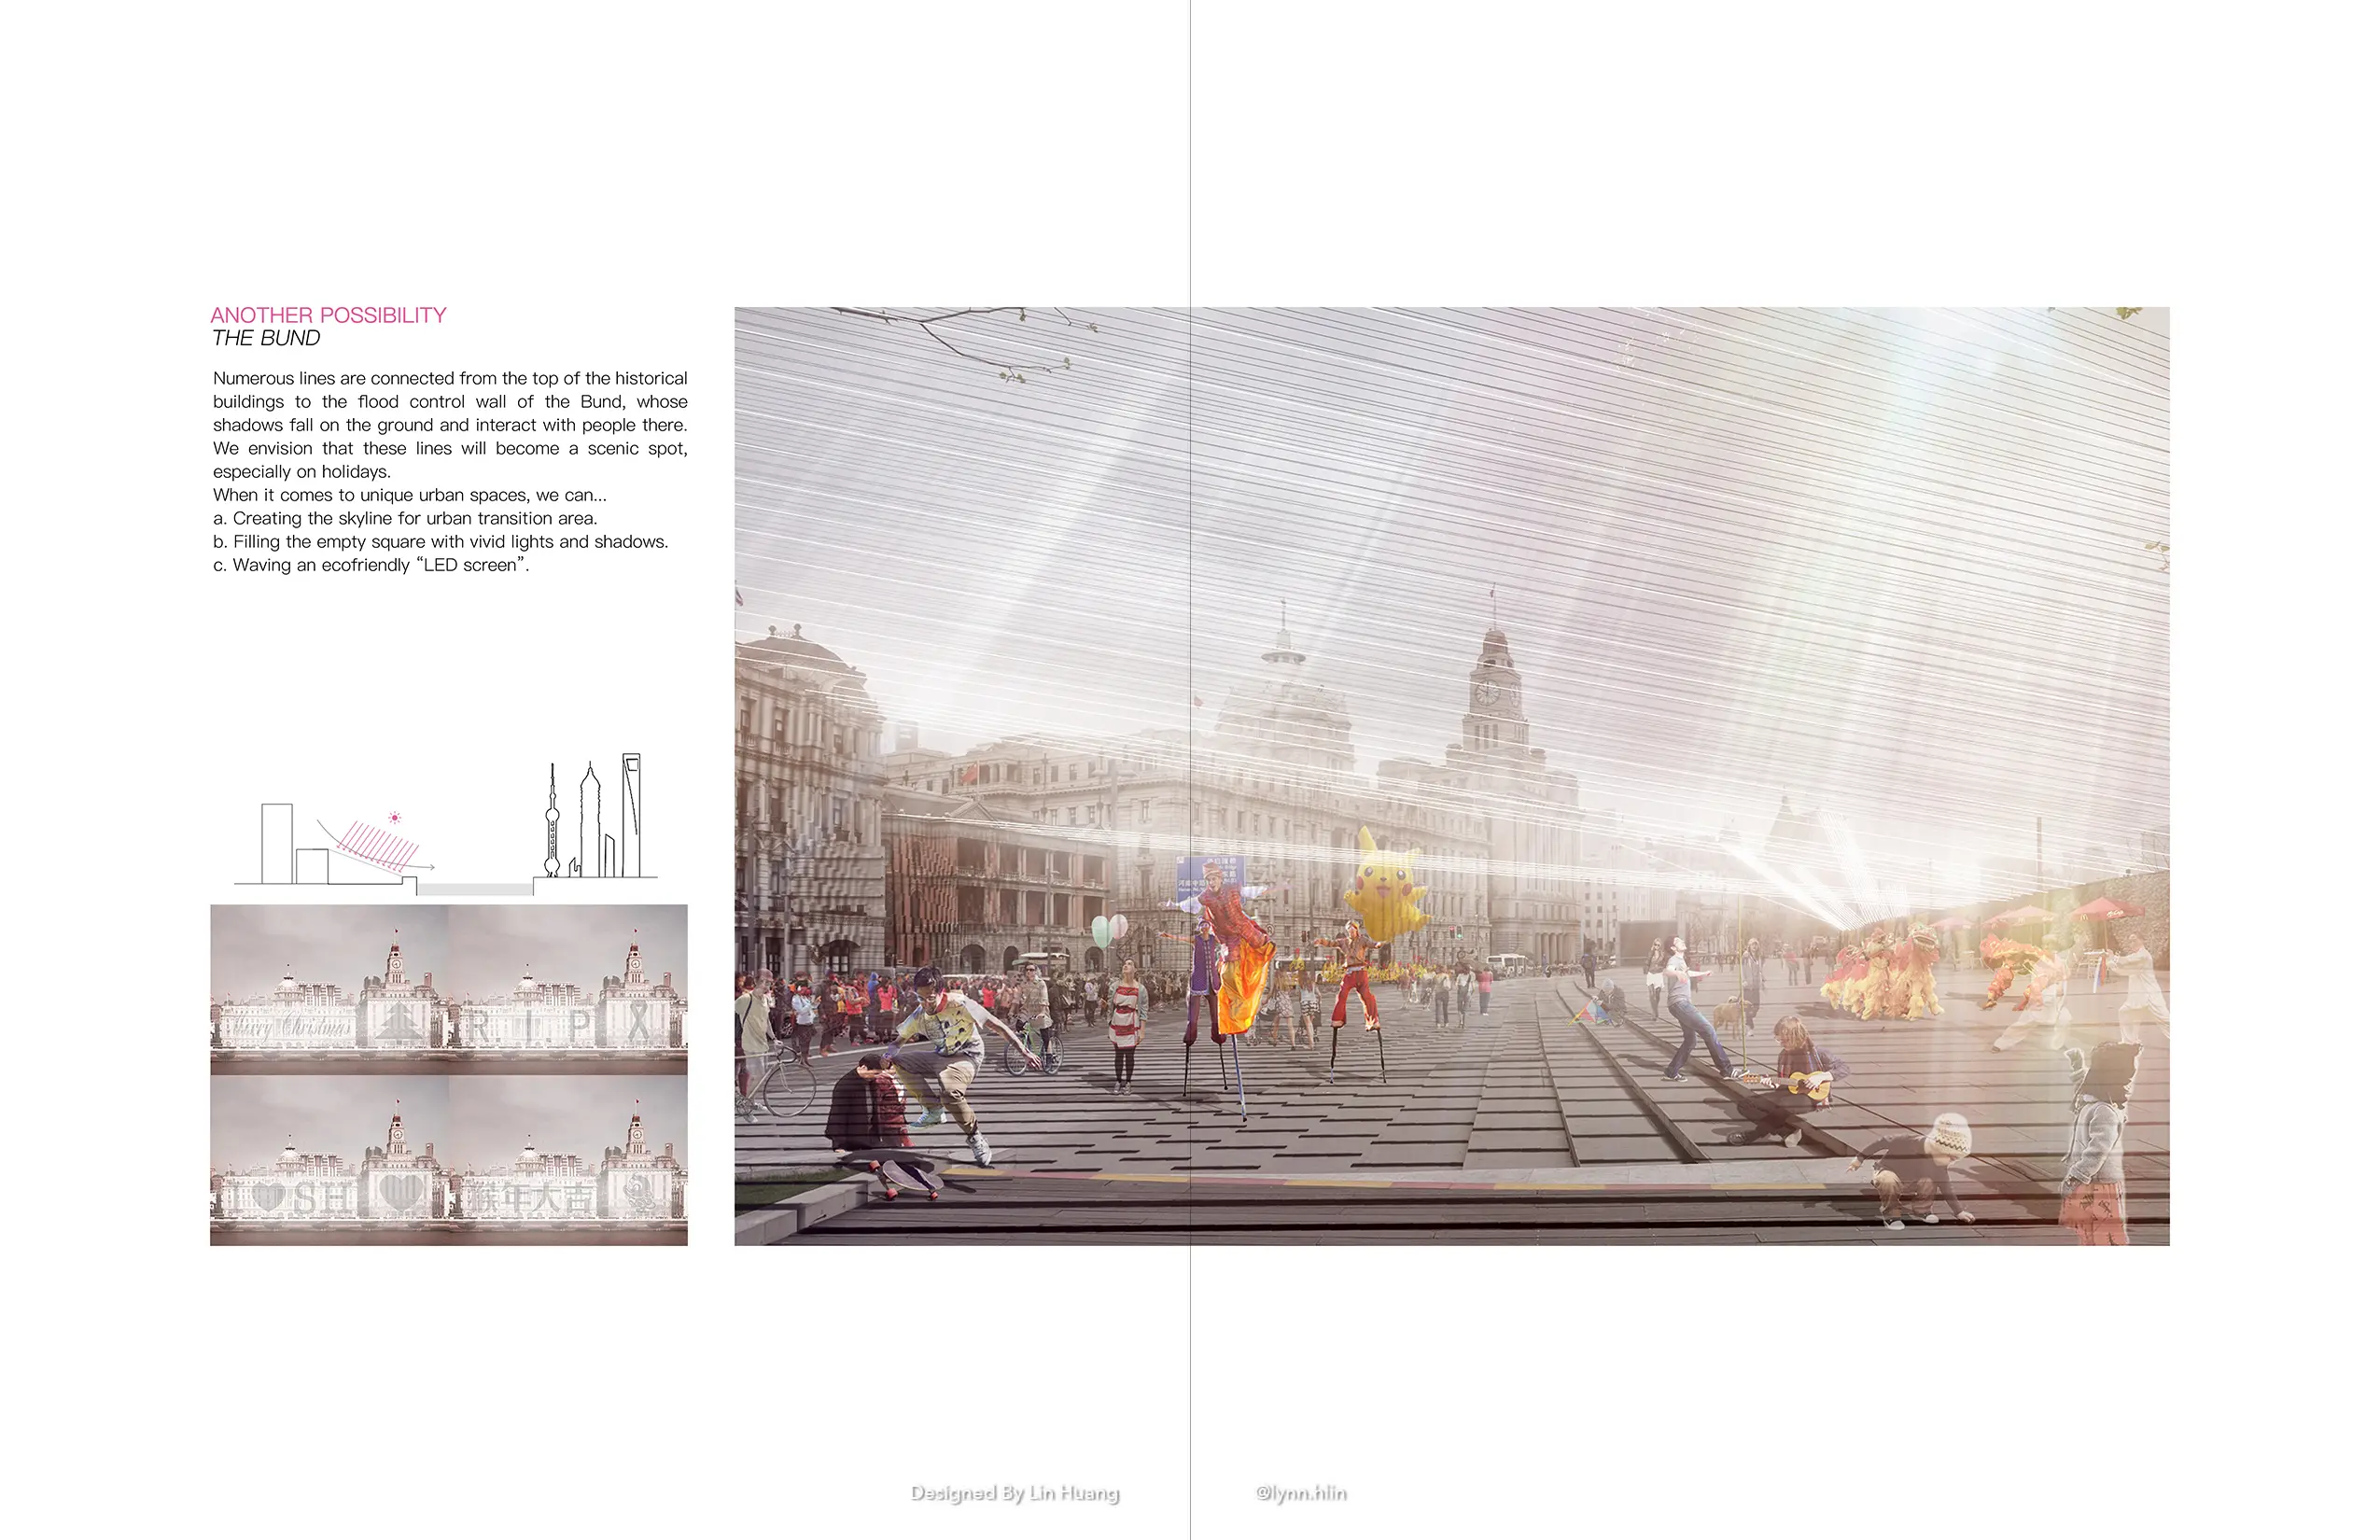 ANOTHER POSSIBILITY
THE BUND
Numerous lines are connected from the top of the historical
buildings to the flood control wall of the Bund, whose
shadows fall on the ground and interact with people there.
We envision that these lines will become a scenic spot,
especially on holidays.
When it comes to unique urban spaces, we can...
a. Creating the skyline for urban transition area.
b. Filling the empty square with vivid lights and shadows.
c. Waving an ecofriendly “LED screen”.
Merry Christmas
R. I. P
I SH
猴年大吉
Designed By Lin Huang
@lynn.hlin